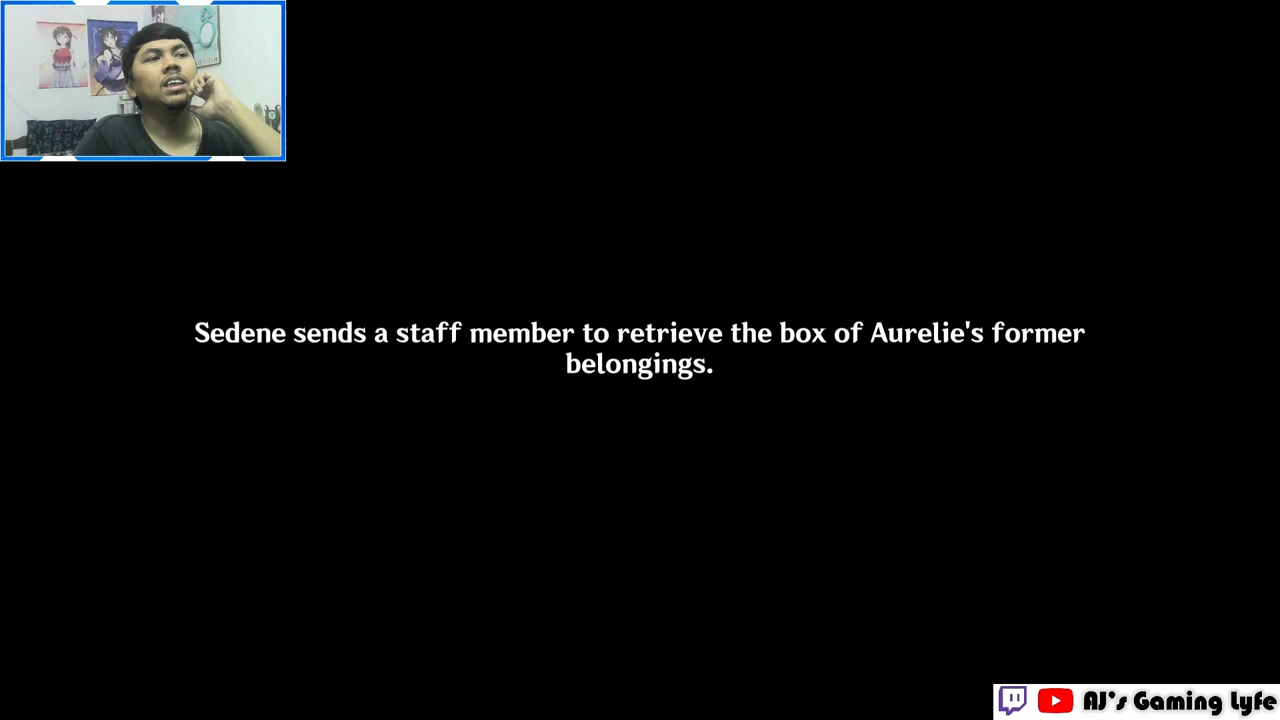 Sedene sends a staff member to retrieve the box of Aurelie's former
belongings.
AJ's Gaming Lyfe